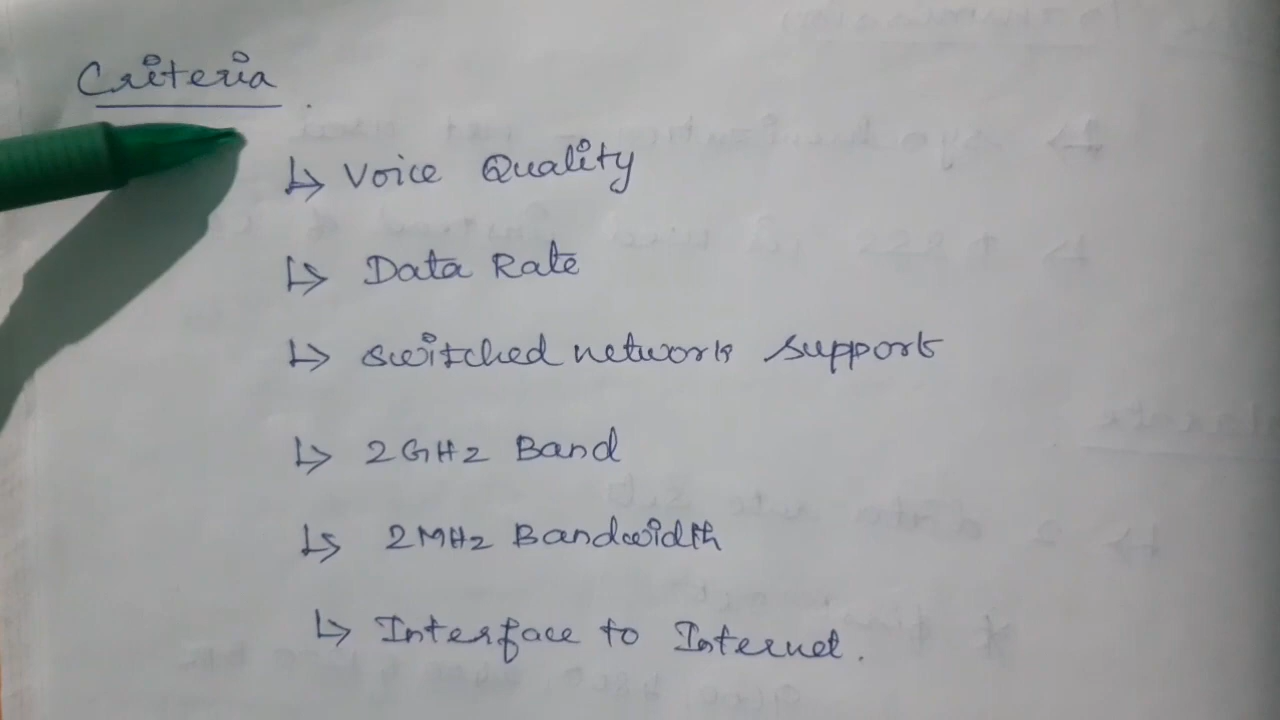 Criteria
↳ Voice Quality
↳ Data Rate
↳ switched network support
↳ 2GHz Band
↳ 2MHz Bandwidth
↳ Interface to Internet.